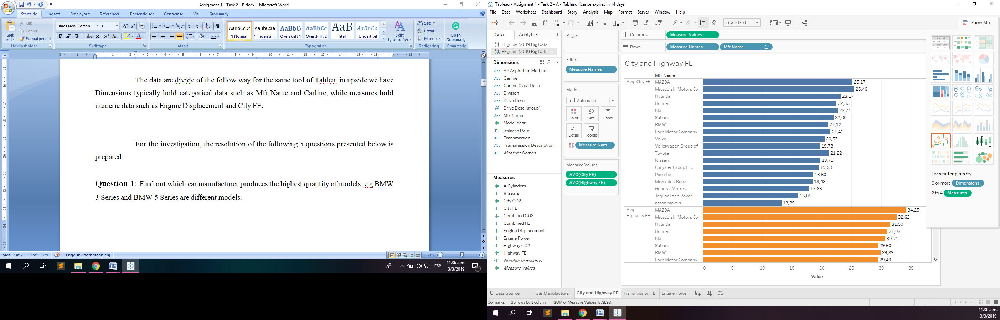 Assigment 1 - Task 2 - B.docx - Microsoft Word
Startside Indsæt Sidelayout Referencer Forsendelser Gennemse Vis Grammarly
Sæt ind
Klip
Kopier
Formatpensel
Udklipsholder
Times New Roman 12
F K U abc x₂ x² Aa
Skrifttype
Afsnit
AaBbCcDc AaBbCcDc AaBbC AaBbCc AaB AaBbCc.
¶ Normal ¶ Ingen af... Overskrift 1 Overskrift 2 Titel Undertitel
Skift typografier
Typografier
Søg
Erstat
Marker
Redigering
Open Grammarly
Grammarly
The data are divide of the follow way for the same tool of Tableu, in upside we have
Dimensions typically hold categorical data such as Mfr Name and Carline, while measures hold
numeric data such as Engine Displacement and City FE.
For the investigation, the resolution of the following 5 questions presented below is
prepared:
Question 1: Find out which car manufacturer produces the highest quantity of models, e.g BMW
3 Series and BMW 5 Series are different models.
Side: 1 af 7 Ord: 1.379 Engelsk (Storbritannien) 130%
ESP 11:36 a.m.
3/3/2019
1
Tableau - Assigment 1 - Task 2 - A - Tableau license expires in 14 days
File Data Worksheet Dashboard Story Analysis Map Format Server Window Help
Standard
Show Me
Data Analytics
FEguide (2019 Big Data ...
FEguide (2019 Big Data ...
Dimensions
Abc Air Aspiration Method
Abc Carline
Abc Carline Class Desc
Abc Division
Abc Drive Desc
Drive Desc (group)
Abc Mfr Name
# Model Year
Release Date
Abc Transmission
Abc Transmission Description
Abc Measure Names
Measures
# # Cylinders
# # Gears
# City CO2
# City FE
# Combined CO2
# Combined FE
# Engine Displacement
=# Engine Power
# Highway CO2
# Highway FE
=# Number of Records
# Measure Values
Pages
Filters
Measure Names
Marks
Automatic
Color Size Label
Detail Tooltip
Measure Nam..
Measure Values
AVG(City FE)
AVG(Highway FE)
Columns Measure Values
Rows Measure Names Mfr Name
City and Highway FE
Mfr Name
Avg. City FE MAZDA 25,17
Mitsubishi Motors Co 25,46
Hyundai 23,17
Honda 22,50
Kia 22,74
Subaru 22,00
BMW 21,12
Ford Motor Company 21,46
Volvo 20,53
Volkswagen Group of 19,73
Toyota 21,22
Nissan 19,79
Chrysler Group LLC 19,53
Porsche 18,60
Mercedes-Benz 18,48
General Motors 17,83
Jaguar Land Rover L 16,05
aston martin 13,25
Avg. Highway FE MAZDA 34,25
Mitsubishi Motors Co 32,62
Hyundai 31,50
Honda 31,07
Kia 30,71
Subaru 29,50
BMW 29,89
Ford Motor Company 29,49
0 5 10 15 20 25 30 35
Value
For scatter plots try
0 or more Dimensions
2 to 4 Measures
Data Source Car Manufacturer City and Highway FE Transmission FE Engine Power
36 marks 36 rows by 1 column SUM of Measure Values: 878,98
11:36 a.m.
3/3/2019